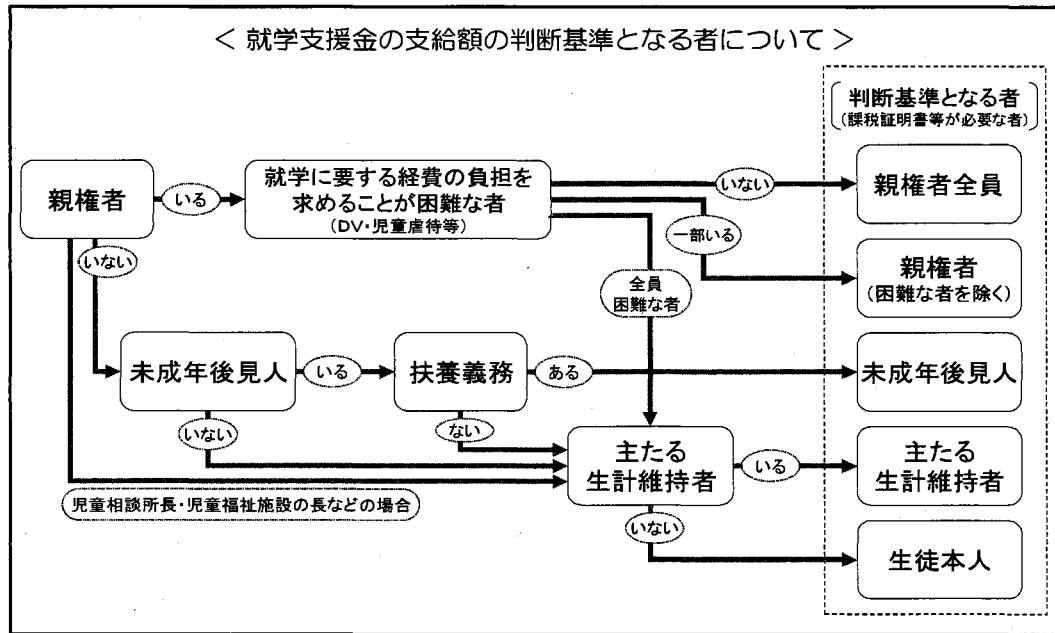 ＜ 就学支援金の支給額の判断基準となる者について ＞
判断基準となる者
(課税証明書等が必要な者)
親権者
いる
就学に要する経費の負担を
求めることが困難な者
(DV・児童虐待等)
いない
親権者全員
いない
一部いる
親権者
(困難な者を除く)
全員
困難な者
未成年後見人
いる
扶養義務
ある
未成年後見人
いない
ない
主たる
生計維持者
いる
主たる
生計維持者
児童相談所長・児童福祉施設の長などの場合
いない
生徒本人